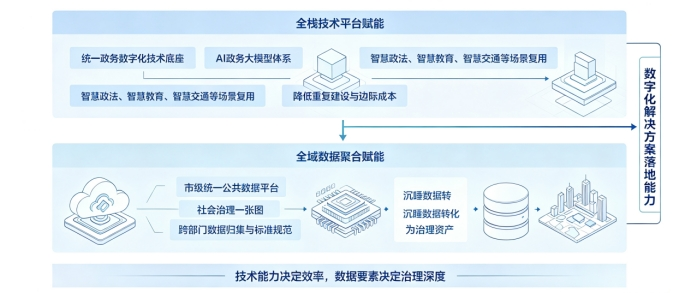 全栈技术平台赋能
统一政务数字化技术底座
AI政务大模型体系
智慧政法、智慧教育、智慧交通等场景复用
智慧政法、智慧教育、智慧交通等场景复用
降低重复建设与边际成本
数字化解决方案落地能力
全域数据聚合赋能
市级统一公共数据平台
社会治理一张图
跨部门数据归集与标准规范
沉睡数据转
沉睡数据转化
为治理资产
技术能力决定效率，数据要素决定治理深度